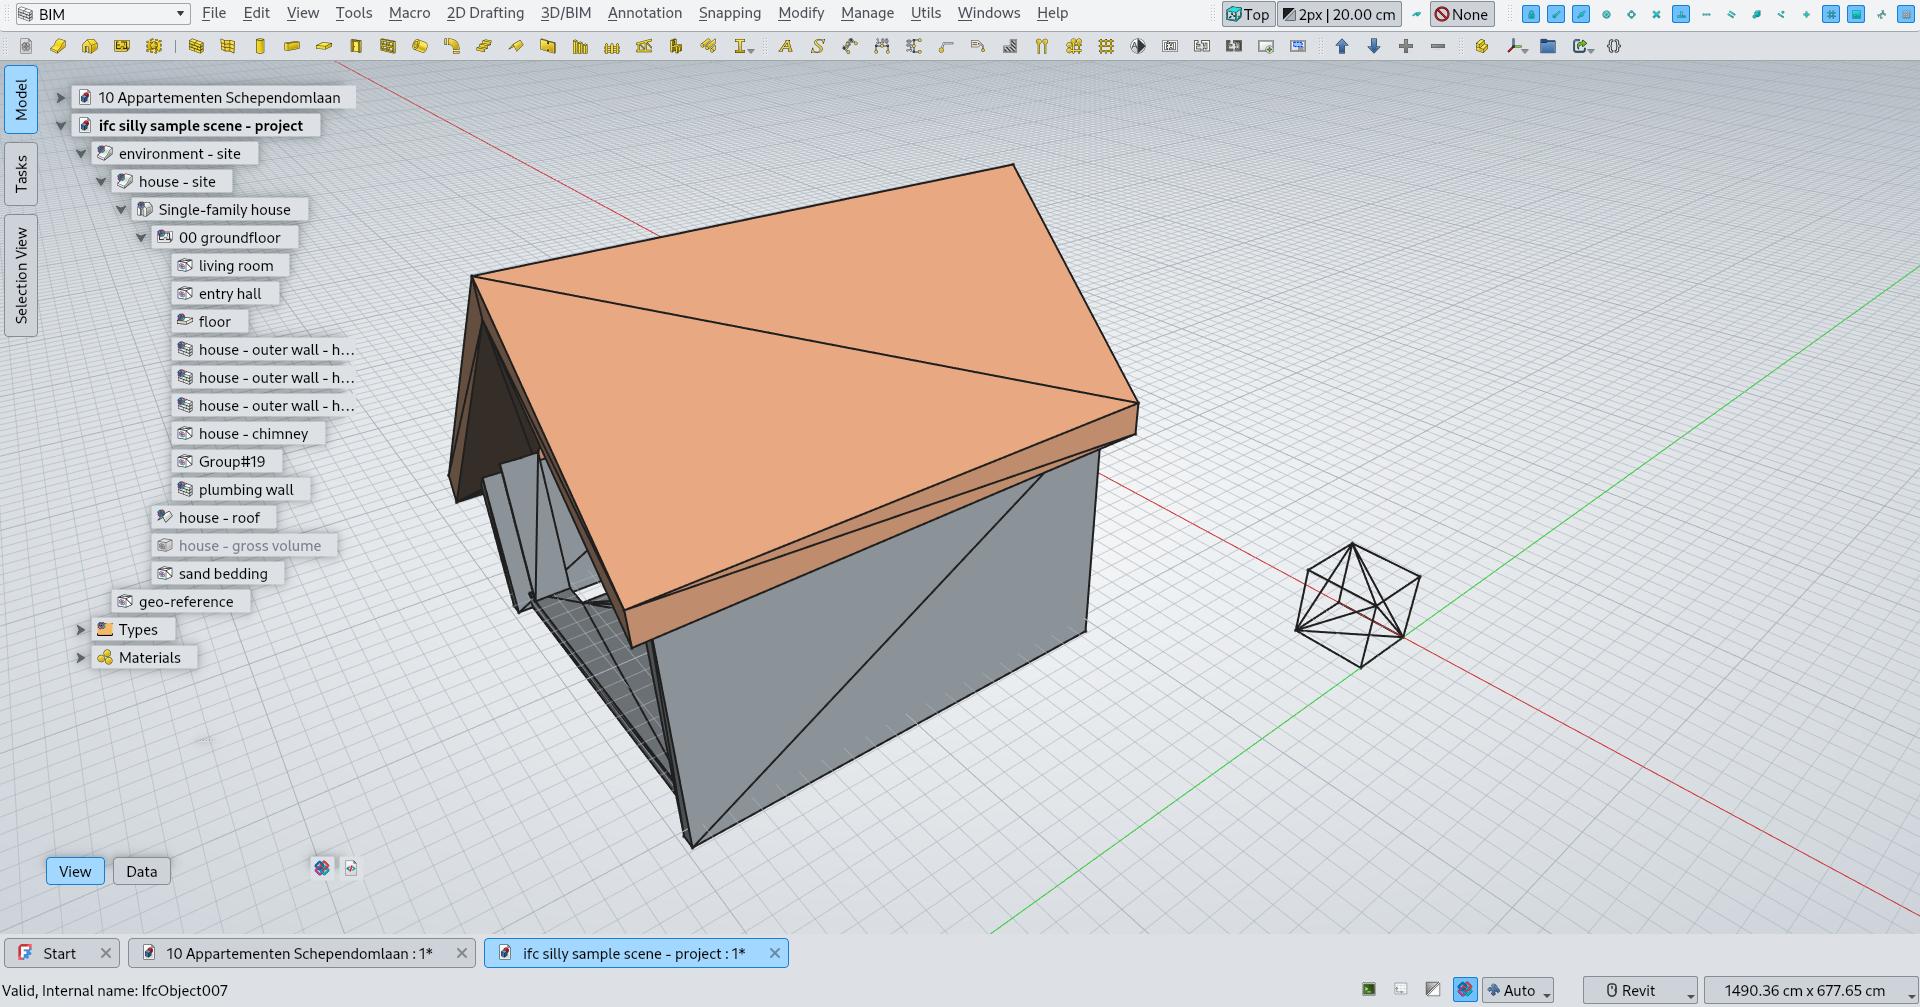 BIM
File Edit View Tools Macro 2D Drafting 3D/BIM Annotation Snapping Modify Manage Utils Windows Help
Top
2px | 20.00 cm
None
Model
Tasks
Selection View
10 Appartementen Schependomlaan
ifc silly sample scene - project
environment - site
house - site
Single-family house
00 groundfloor
living room
entry hall
floor
house - outer wall - h...
house - outer wall - h...
house - outer wall - h...
house - chimney
Group#19
plumbing wall
house - roof
house - gross volume
sand bedding
geo-reference
Types
Materials
View Data
Start
10 Appartementen Schependomlaan : 1*
ifc silly sample scene - project : 1*
Valid, Internal name: IfcObject007
Auto
Revit
1490.36 cm x 677.65 cm